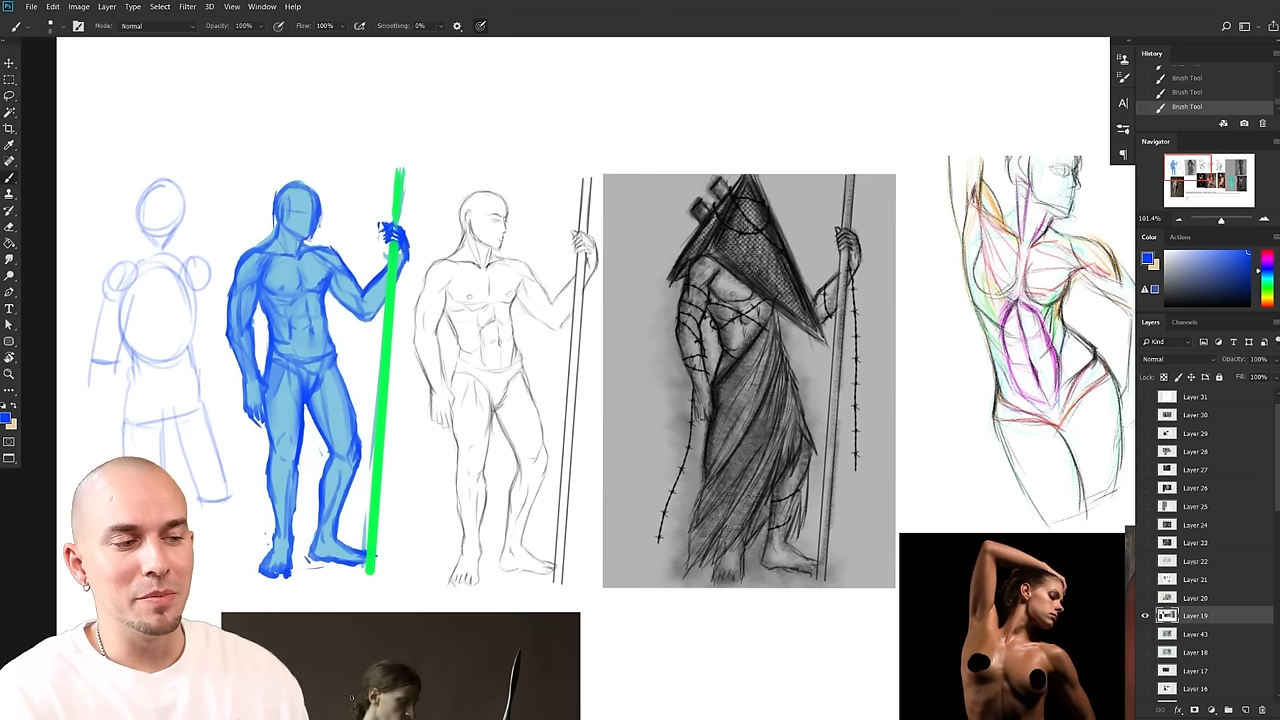 File Edit Image Layer Type Select Filter 3D View Window Help
Mode: Normal Opacity: 100% Flow: 100% Smoothing: 0%
History
Brush Tool
Brush Tool
Brush Tool
Navigator
101.4%
Color Actions
Layers Channels
Kind
Normal Opacity: 100%
Lock: Fill: 100%
Layer 31
Layer 30
Layer 29
Layer 28
Layer 27
Layer 26
Layer 25
Layer 24
Layer 23
Layer 22
Layer 21
Layer 20
Layer 19
Layer 43
Layer 18
Layer 17
Layer 16